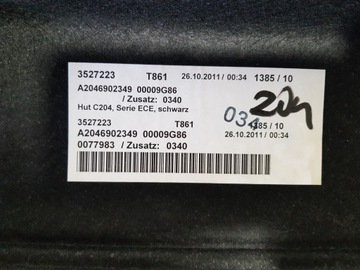 3527223 T861 26.10.2011 / 00:34 1385 / 10
A2046902349 00009G86
/ Zusatz: 0340
Hut C204, Serie ECE, schwarz
204
034
3527223 T861 1385 / 10
A2046902349 00009G86 26.10.2011 / 00:34
0077983 / Zusatz: 0340